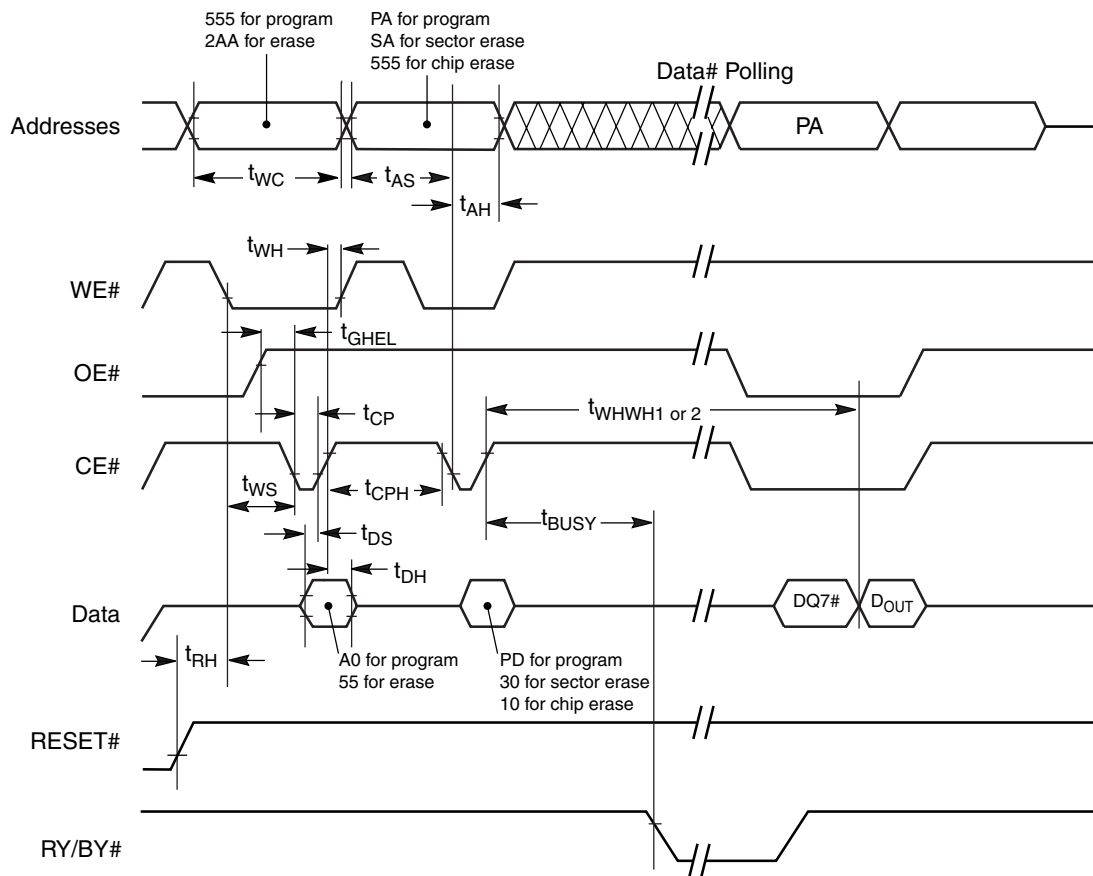 555 for program
2AA for erase
PA for program
SA for sector erase
555 for chip erase
Data# Polling
Addresses
PA
tWC
tAS
tAH
tWH
WE#
tGHEL
OE#
tCP
tWHWH1 or 2
CE#
tWS
tCPH
tBUSY
tDS
tDH
Data
DQ7#
DOUT
tRH
A0 for program
55 for erase
PD for program
30 for sector erase
10 for chip erase
RESET#
RY/BY#